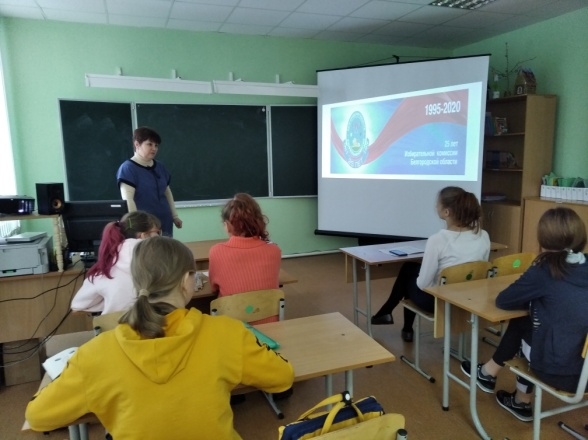 1995-2020
25 лет
Избирательной комиссии
Белгородской области